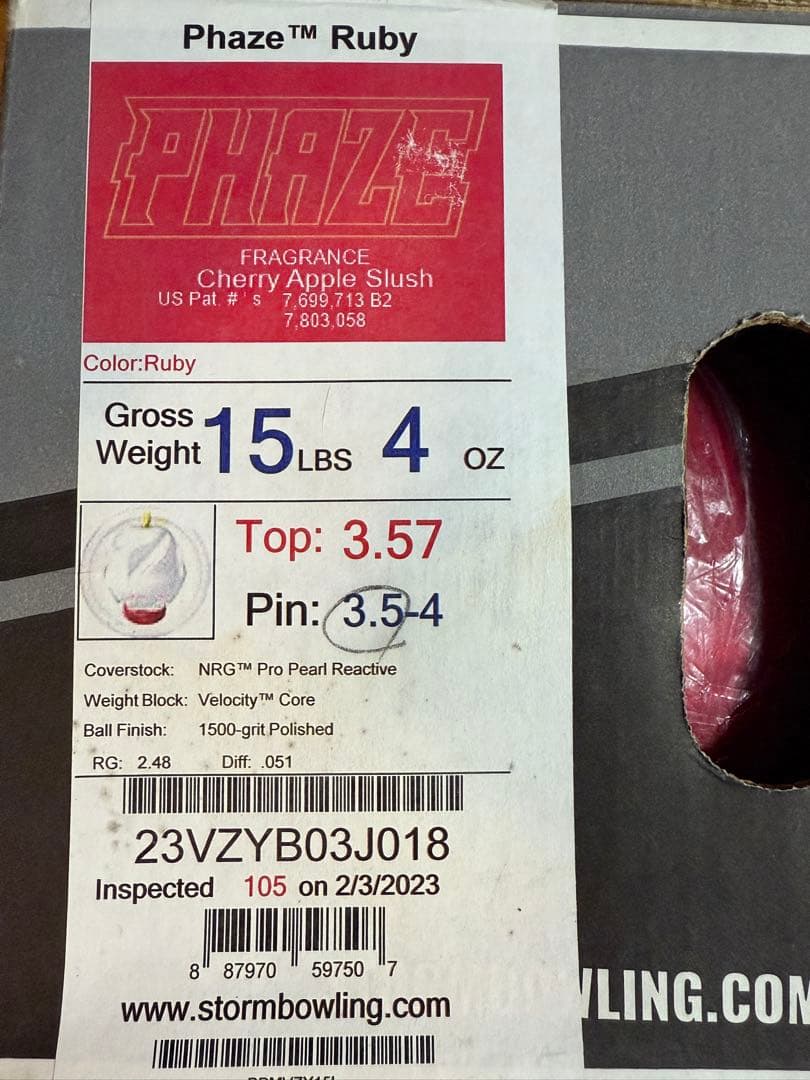 Phaze™ Ruby
PHAZE
FRAGRANCE
Cherry Apple Slush
US Pat. #'s 7,699,713 B2
7,803,058
Color:Ruby
Gross Weight 15 LBS 4 OZ
Top: 3.57
Pin: 3.5-4
Coverstock: NRG™ Pro Pearl Reactive
Weight Block: Velocity™ Core
Ball Finish: 1500-grit Polished
RG: 2.48 Diff: .051
23VZYB03J018
Inspected 105 on 2/3/2023
8 87970 59750 7
www.stormbowling.com
LING.COM